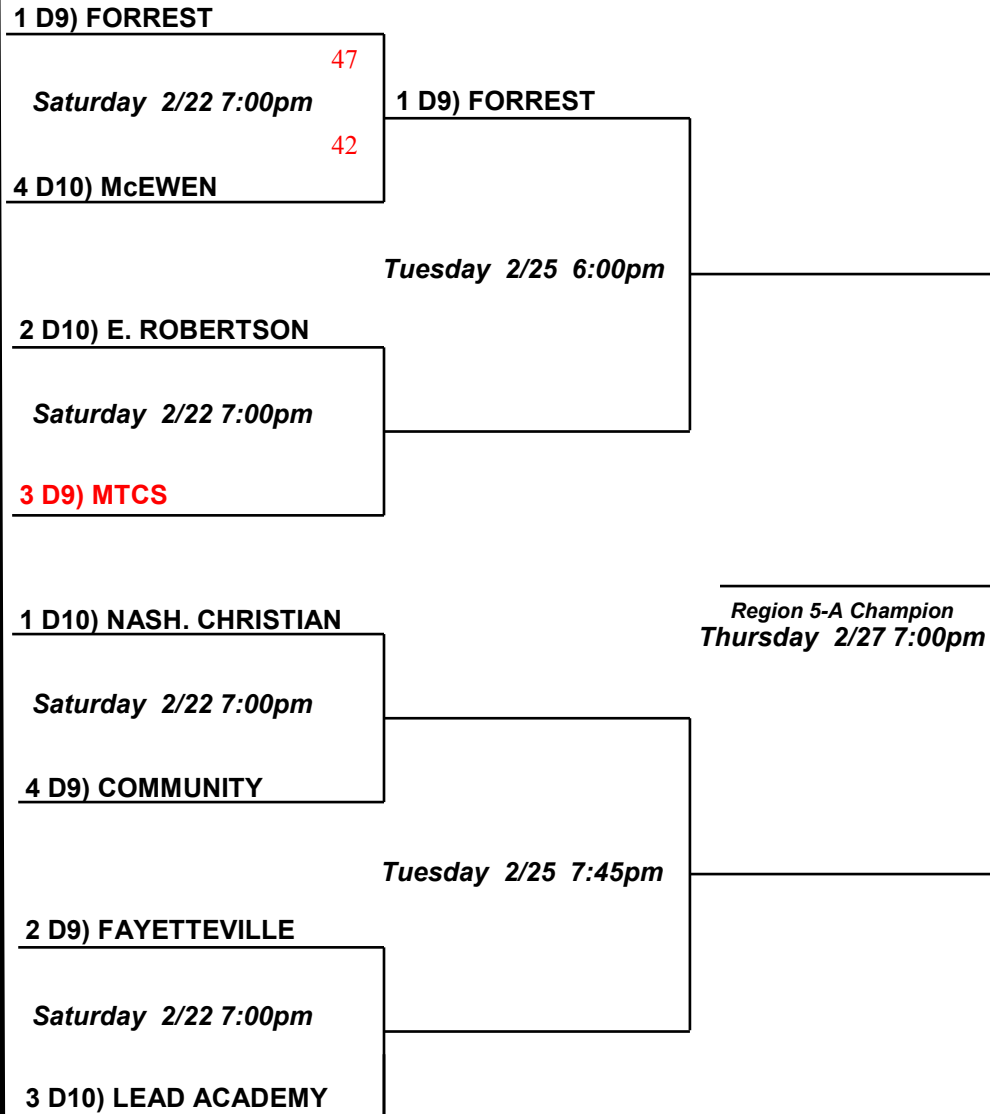 1 D9) FORREST
47
Saturday 2/22 7:00pm
1 D9) FORREST
42
4 D10) McEWEN
Tuesday 2/25 6:00pm
2 D10) E. ROBERTSON
Saturday 2/22 7:00pm
3 D9) MTCS
1 D10) NASH. CHRISTIAN
Region 5-A Champion
Thursday 2/27 7:00pm
Saturday 2/22 7:00pm
4 D9) COMMUNITY
Tuesday 2/25 7:45pm
2 D9) FAYETTEVILLE
Saturday 2/22 7:00pm
3 D10) LEAD ACADEMY